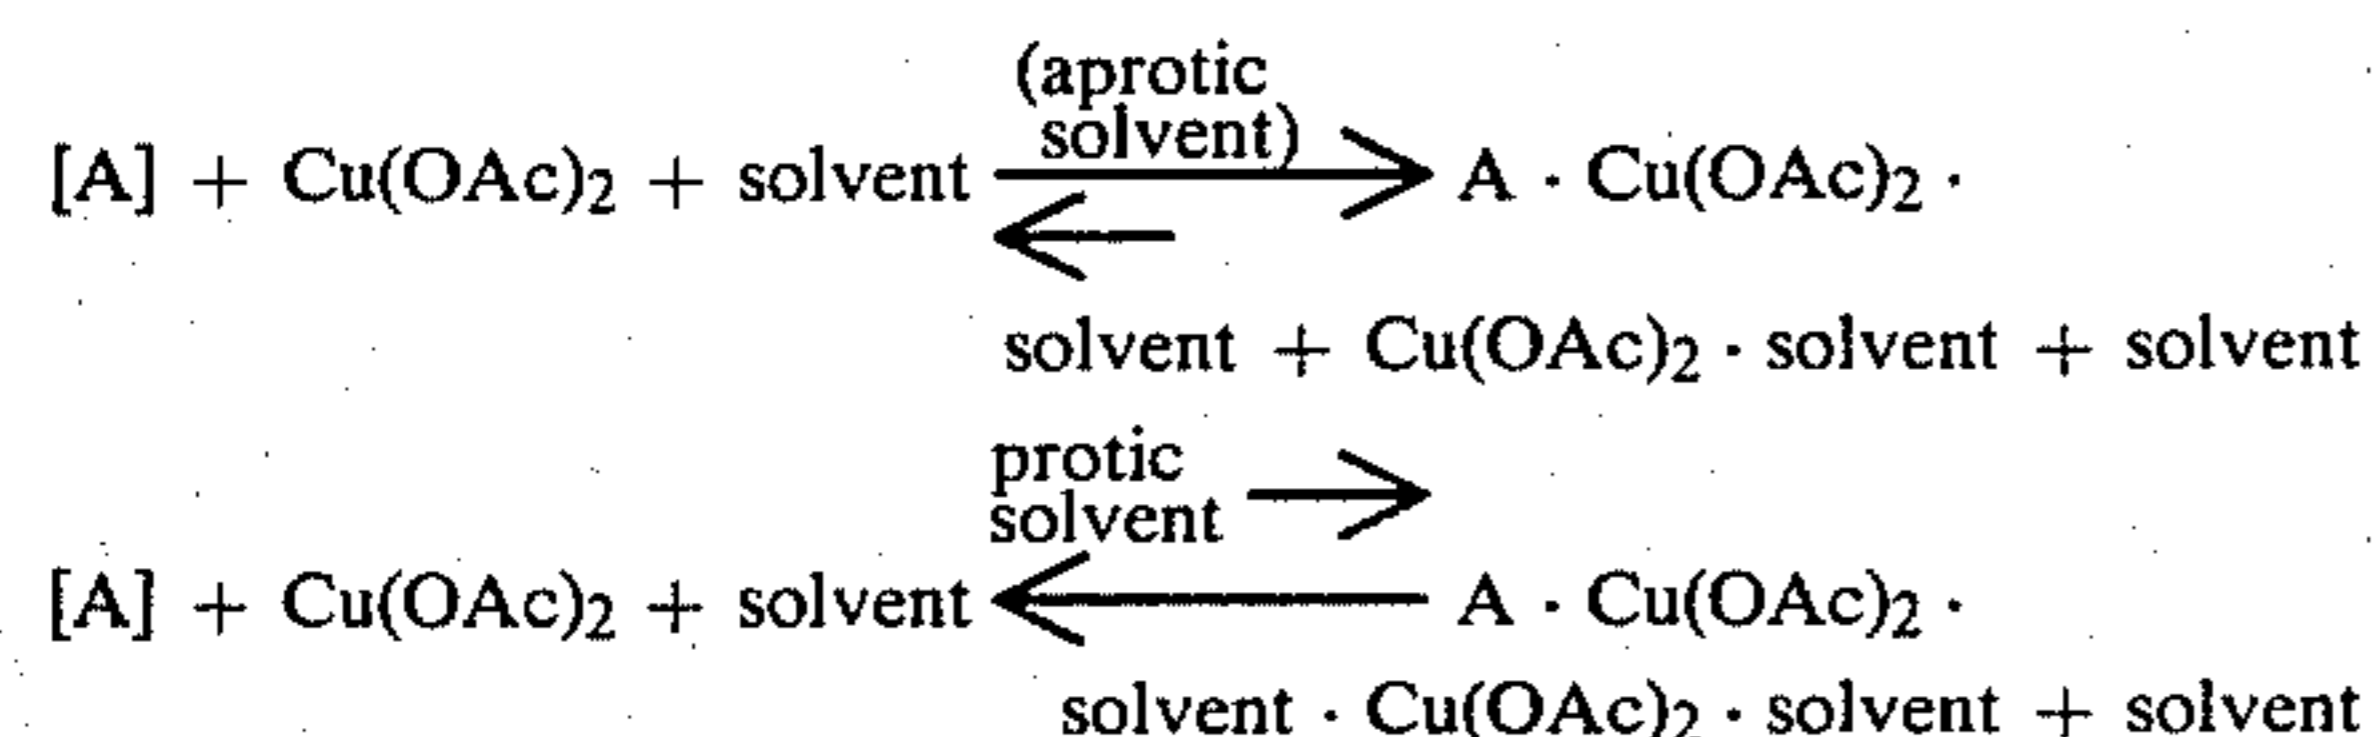 (aprotic
solvent)
[A] + Cu(OAc)₂ + solvent ⇄ A · Cu(OAc)₂ ·
solvent + Cu(OAc)₂ · solvent + solvent
protic
solvent
[A] + Cu(OAc)₂ + solvent ⇄ A · Cu(OAc)₂ ·
solvent · Cu(OAc)₂ · solvent + solvent